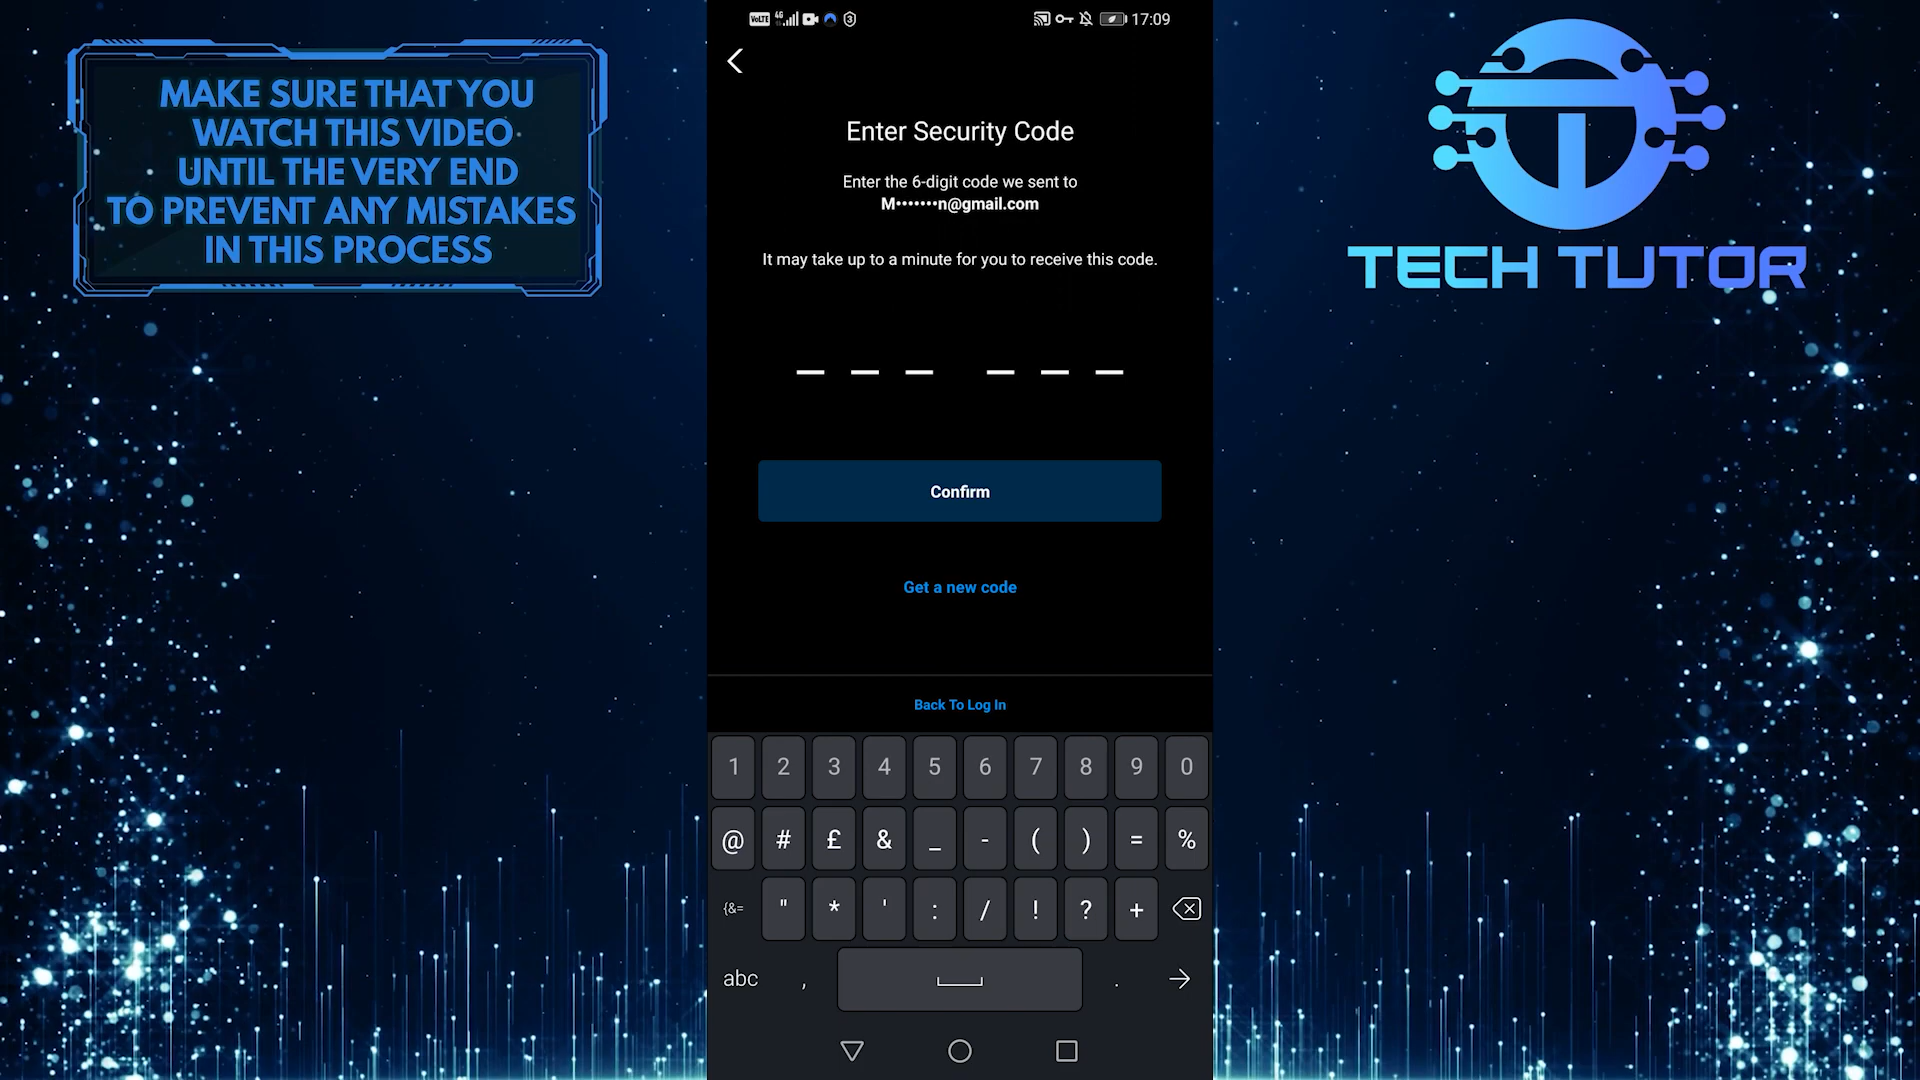 MAKE SURE THAT YOU
WATCH THIS VIDEO
UNTIL THE VERY END
TO PREVENT ANY MISTAKES
IN THIS PROCESS
VoLTE 4G 3 17:09
Enter Security Code
Enter the 6-digit code we sent to
M•••••••n@gmail.com
It may take up to a minute for you to receive this code.
Confirm
Get a new code
Back To Log In
1 2 3 4 5 6 7 8 9 0
@ # £ & _ - ( ) = %
{&= " * ' : / ! ? +
abc , .
TECH TUTOR